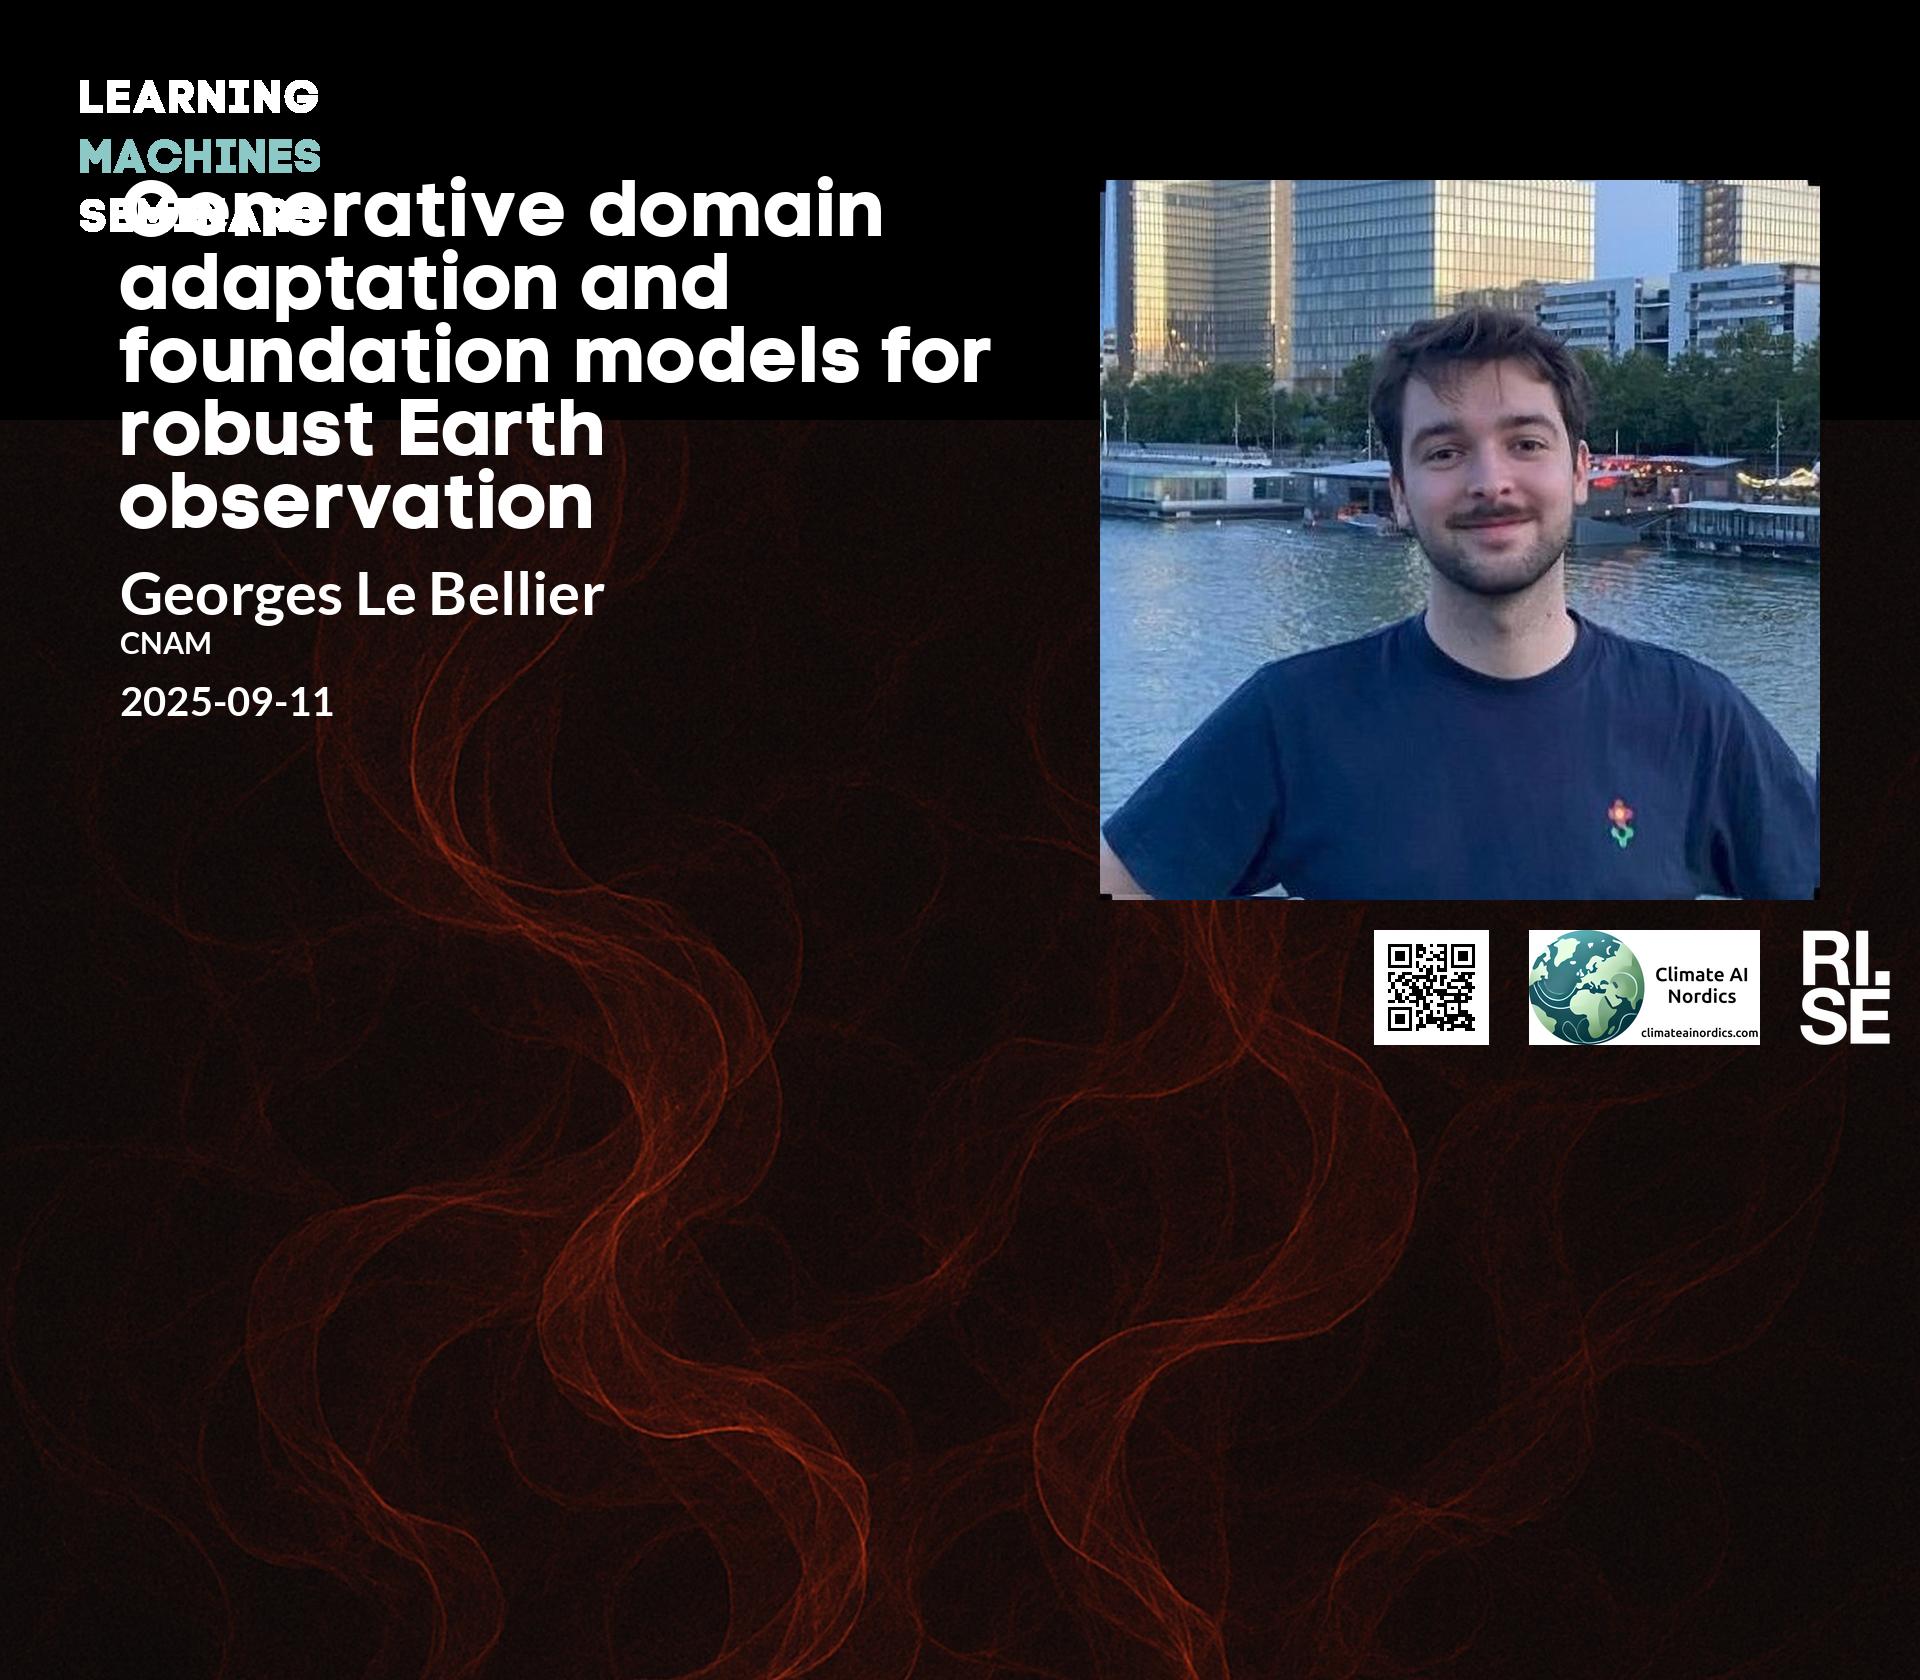 LEARNING
MACHINES
SEMINARS
Generative domain
adaptation and
foundation models for
robust Earth
observation
Georges Le Bellier
CNAM
2025-09-11
Climate AI
Nordics
climateainordics.com
RI.
SE